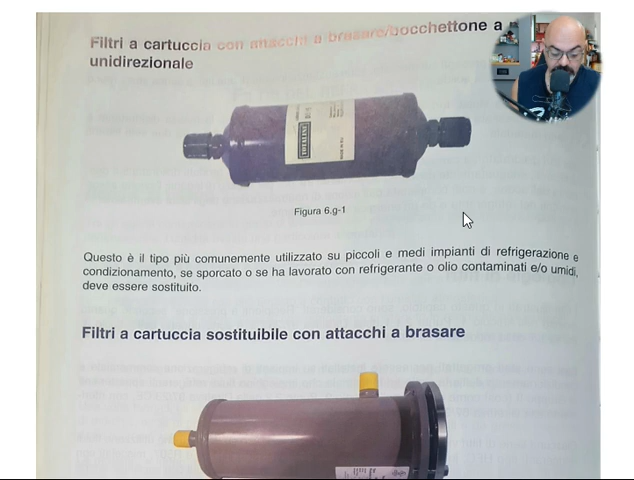 Filtri a cartuccia con attacchi a brasare/bocchettone a
unidirezionale
TOTALINE
Figura 6.g-1
Questo è il tipo più comunemente utilizzato su piccoli e medi impianti di refrigerazione e
condizionamento, se sporcato o se ha lavorato con refrigerante o olio contaminati e/o umidi,
deve essere sostituito.
Filtri a cartuccia sostituibile con attacchi a brasare